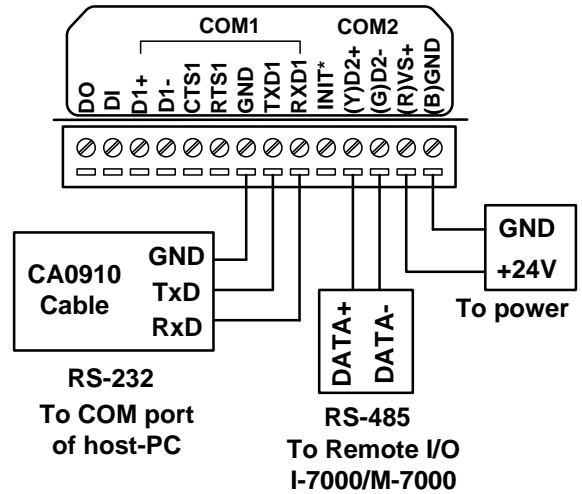 COM1
COM2
DO
DI
D1+
D1-
CTS1
RTS1
GND
TXD1
RXD1
INIT*
(Y)D2+
(G)D2-
(R)VS+
(B)GND
CA0910
Cable
GND
TxD
RxD
DATA+
DATA-
GND
+24V
To power
RS-232
To COM port
of host-PC
RS-485
To Remote I/O
I-7000/M-7000